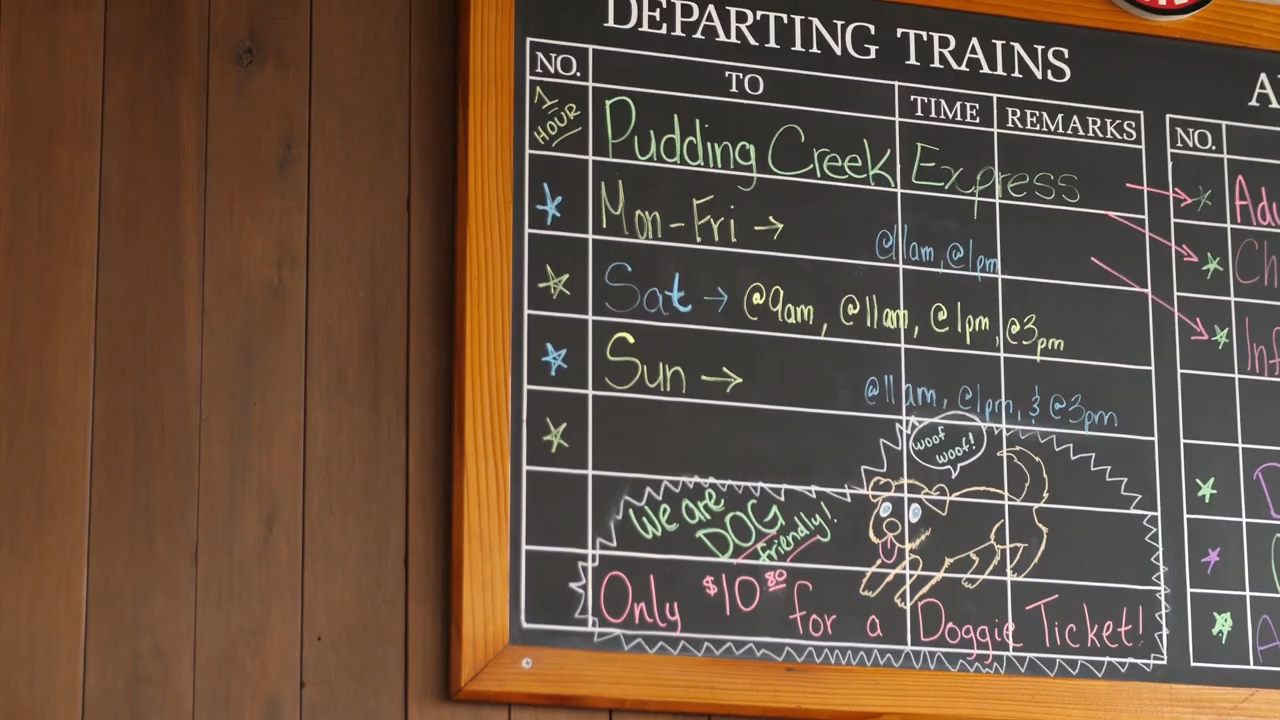 DEPARTING TRAINS
NO. TO TIME REMARKS
1 HOUR Pudding Creek Express
Mon-Fri → @11am, @1pm
Sat → @9am, @11am, @1pm, @3pm
Sun → @11am, @1pm, & @3pm
woof woof!
We are
DOG
friendly!
Only $10.80 for a Doggie Ticket!
NO.